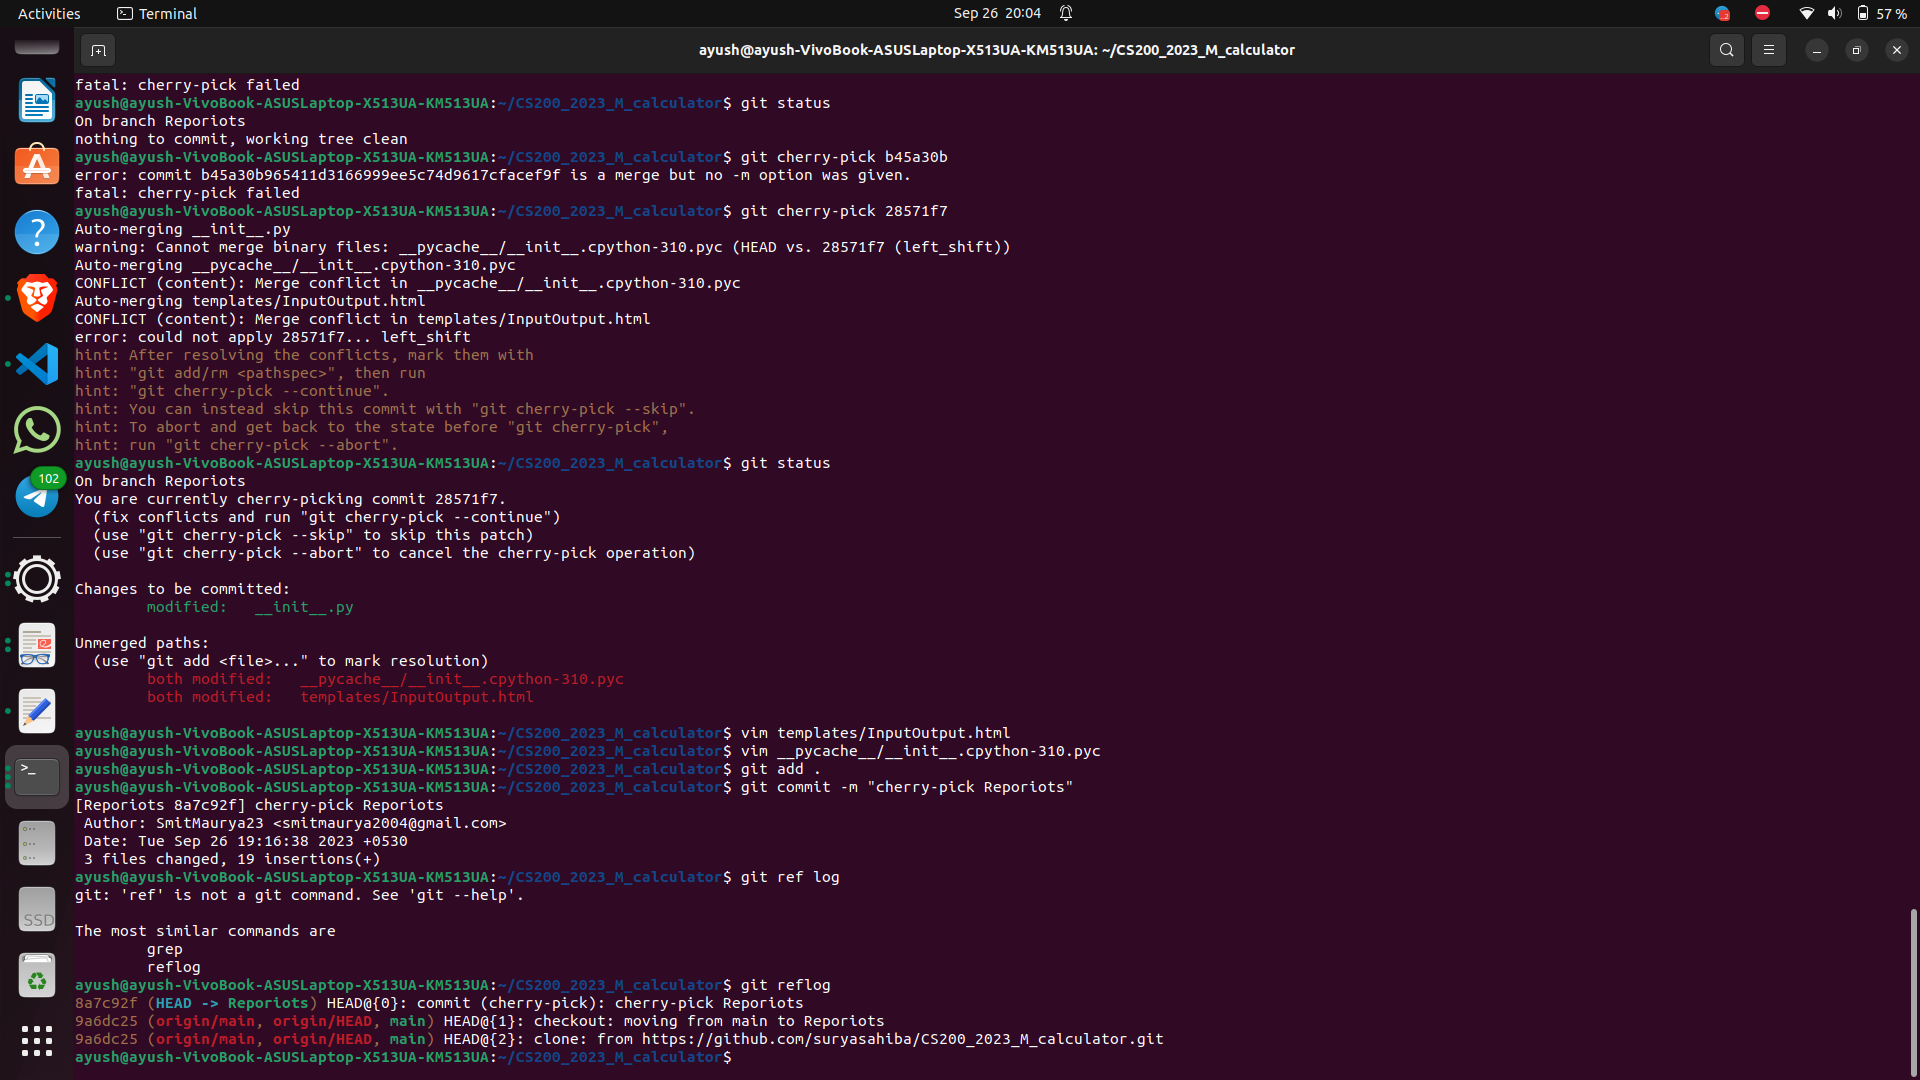 Activities
Terminal
Sep 26 20:04
57 %
ayush@ayush-VivoBook-ASUSLaptop-X513UA-KM513UA: ~/CS200_2023_M_calculator
fatal: cherry-pick failed
ayush@ayush-VivoBook-ASUSLaptop-X513UA-KM513UA:~/CS200_2023_M_calculator$ git status
On branch Reporiots
nothing to commit, working tree clean
ayush@ayush-VivoBook-ASUSLaptop-X513UA-KM513UA:~/CS200_2023_M_calculator$ git cherry-pick b45a30b
error: commit b45a30b965411d3166999ee5c74d9617cfacef9f is a merge but no -m option was given.
fatal: cherry-pick failed
ayush@ayush-VivoBook-ASUSLaptop-X513UA-KM513UA:~/CS200_2023_M_calculator$ git cherry-pick 28571f7
Auto-merging __init__.py
warning: Cannot merge binary files: __pycache__/__init__.cpython-310.pyc (HEAD vs. 28571f7 (left_shift))
Auto-merging __pycache__/__init__.cpython-310.pyc
CONFLICT (content): Merge conflict in __pycache__/__init__.cpython-310.pyc
Auto-merging templates/InputOutput.html
CONFLICT (content): Merge conflict in templates/InputOutput.html
error: could not apply 28571f7... left_shift
hint: After resolving the conflicts, mark them with
hint: "git add/rm <pathspec>", then run
hint: "git cherry-pick --continue".
hint: You can instead skip this commit with "git cherry-pick --skip".
hint: To abort and get back to the state before "git cherry-pick",
hint: run "git cherry-pick --abort".
ayush@ayush-VivoBook-ASUSLaptop-X513UA-KM513UA:~/CS200_2023_M_calculator$ git status
On branch Reporiots
You are currently cherry-picking commit 28571f7.
  (fix conflicts and run "git cherry-pick --continue")
  (use "git cherry-pick --skip" to skip this patch)
  (use "git cherry-pick --abort" to cancel the cherry-pick operation)
Changes to be committed:
        modified:   __init__.py
Unmerged paths:
  (use "git add <file>..." to mark resolution)
        both modified:   __pycache__/__init__.cpython-310.pyc
        both modified:   templates/InputOutput.html
ayush@ayush-VivoBook-ASUSLaptop-X513UA-KM513UA:~/CS200_2023_M_calculator$ vim templates/InputOutput.html
ayush@ayush-VivoBook-ASUSLaptop-X513UA-KM513UA:~/CS200_2023_M_calculator$ vim __pycache__/__init__.cpython-310.pyc
ayush@ayush-VivoBook-ASUSLaptop-X513UA-KM513UA:~/CS200_2023_M_calculator$ git add .
ayush@ayush-VivoBook-ASUSLaptop-X513UA-KM513UA:~/CS200_2023_M_calculator$ git commit -m "cherry-pick Reporiots"
[Reporiots 8a7c92f] cherry-pick Reporiots
 Author: SmitMaurya23 <smitmaurya2004@gmail.com>
 Date: Tue Sep 26 19:16:38 2023 +0530
 3 files changed, 19 insertions(+)
ayush@ayush-VivoBook-ASUSLaptop-X513UA-KM513UA:~/CS200_2023_M_calculator$ git ref log
git: 'ref' is not a git command. See 'git --help'.
The most similar commands are
        grep
        reflog
ayush@ayush-VivoBook-ASUSLaptop-X513UA-KM513UA:~/CS200_2023_M_calculator$ git reflog
8a7c92f (HEAD -> Reporiots) HEAD@{0}: commit (cherry-pick): cherry-pick Reporiots
9a6dc25 (origin/main, origin/HEAD, main) HEAD@{1}: checkout: moving from main to Reporiots
9a6dc25 (origin/main, origin/HEAD, main) HEAD@{2}: clone: from https://github.com/suryasahiba/CS200_2023_M_calculator.git
ayush@ayush-VivoBook-ASUSLaptop-X513UA-KM513UA:~/CS200_2023_M_calculator$
102
SSD